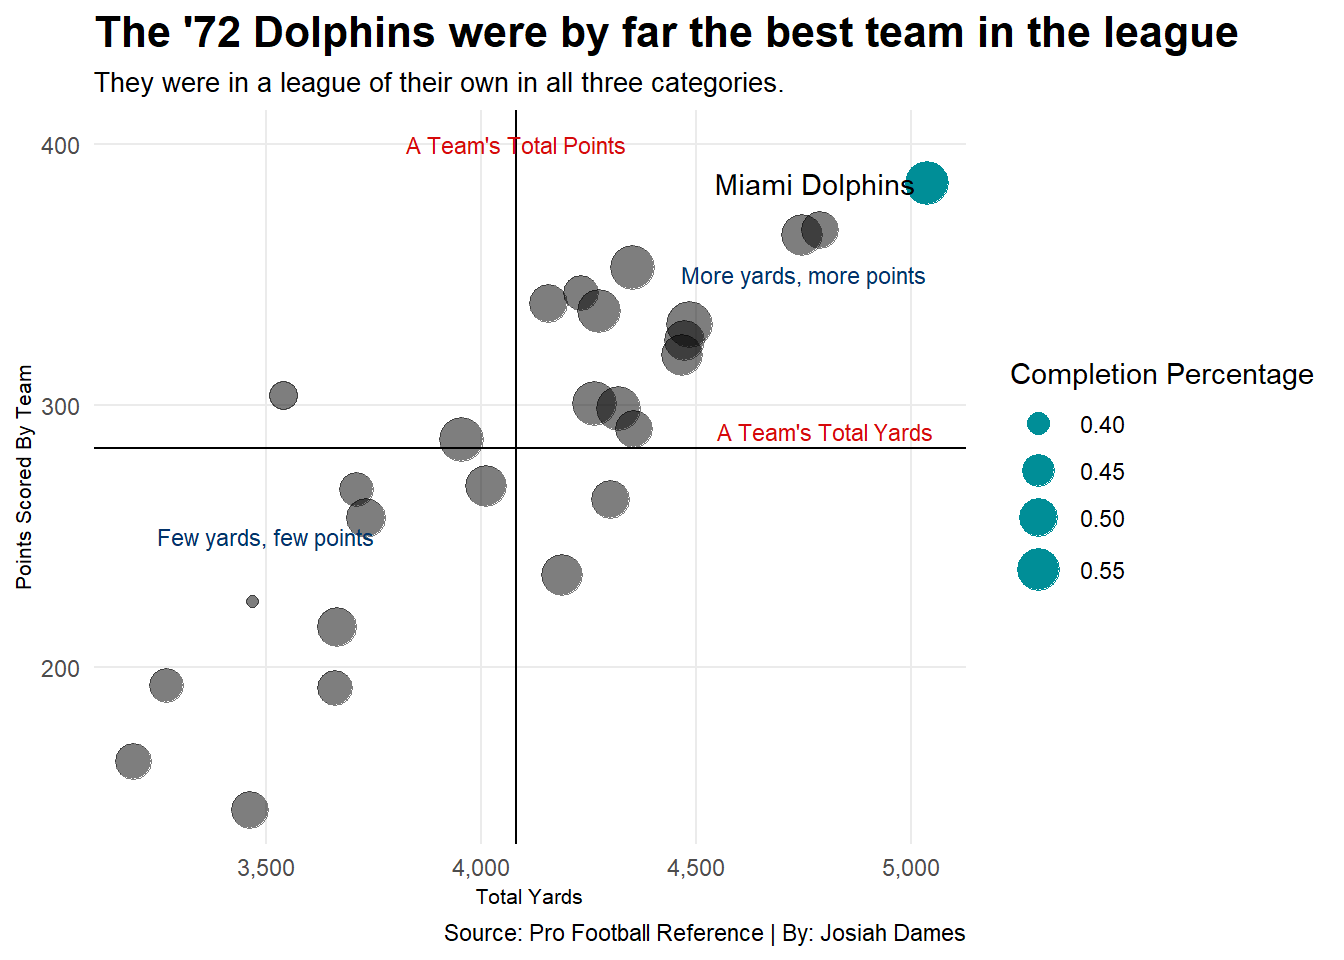 The '72 Dolphins were by far the best team in the league
They were in a league of their own in all three categories.
A Team's Total Points
400
Miami Dolphins
More yards, more points
Points Scored By Team
Completion Percentage
300
0.40
A Team's Total Yards
0.45
0.50
Few yards, few points
0.55
200
3,500
4,000
4,500
5,000
Total Yards
Source: Pro Football Reference | By: Josiah Dames